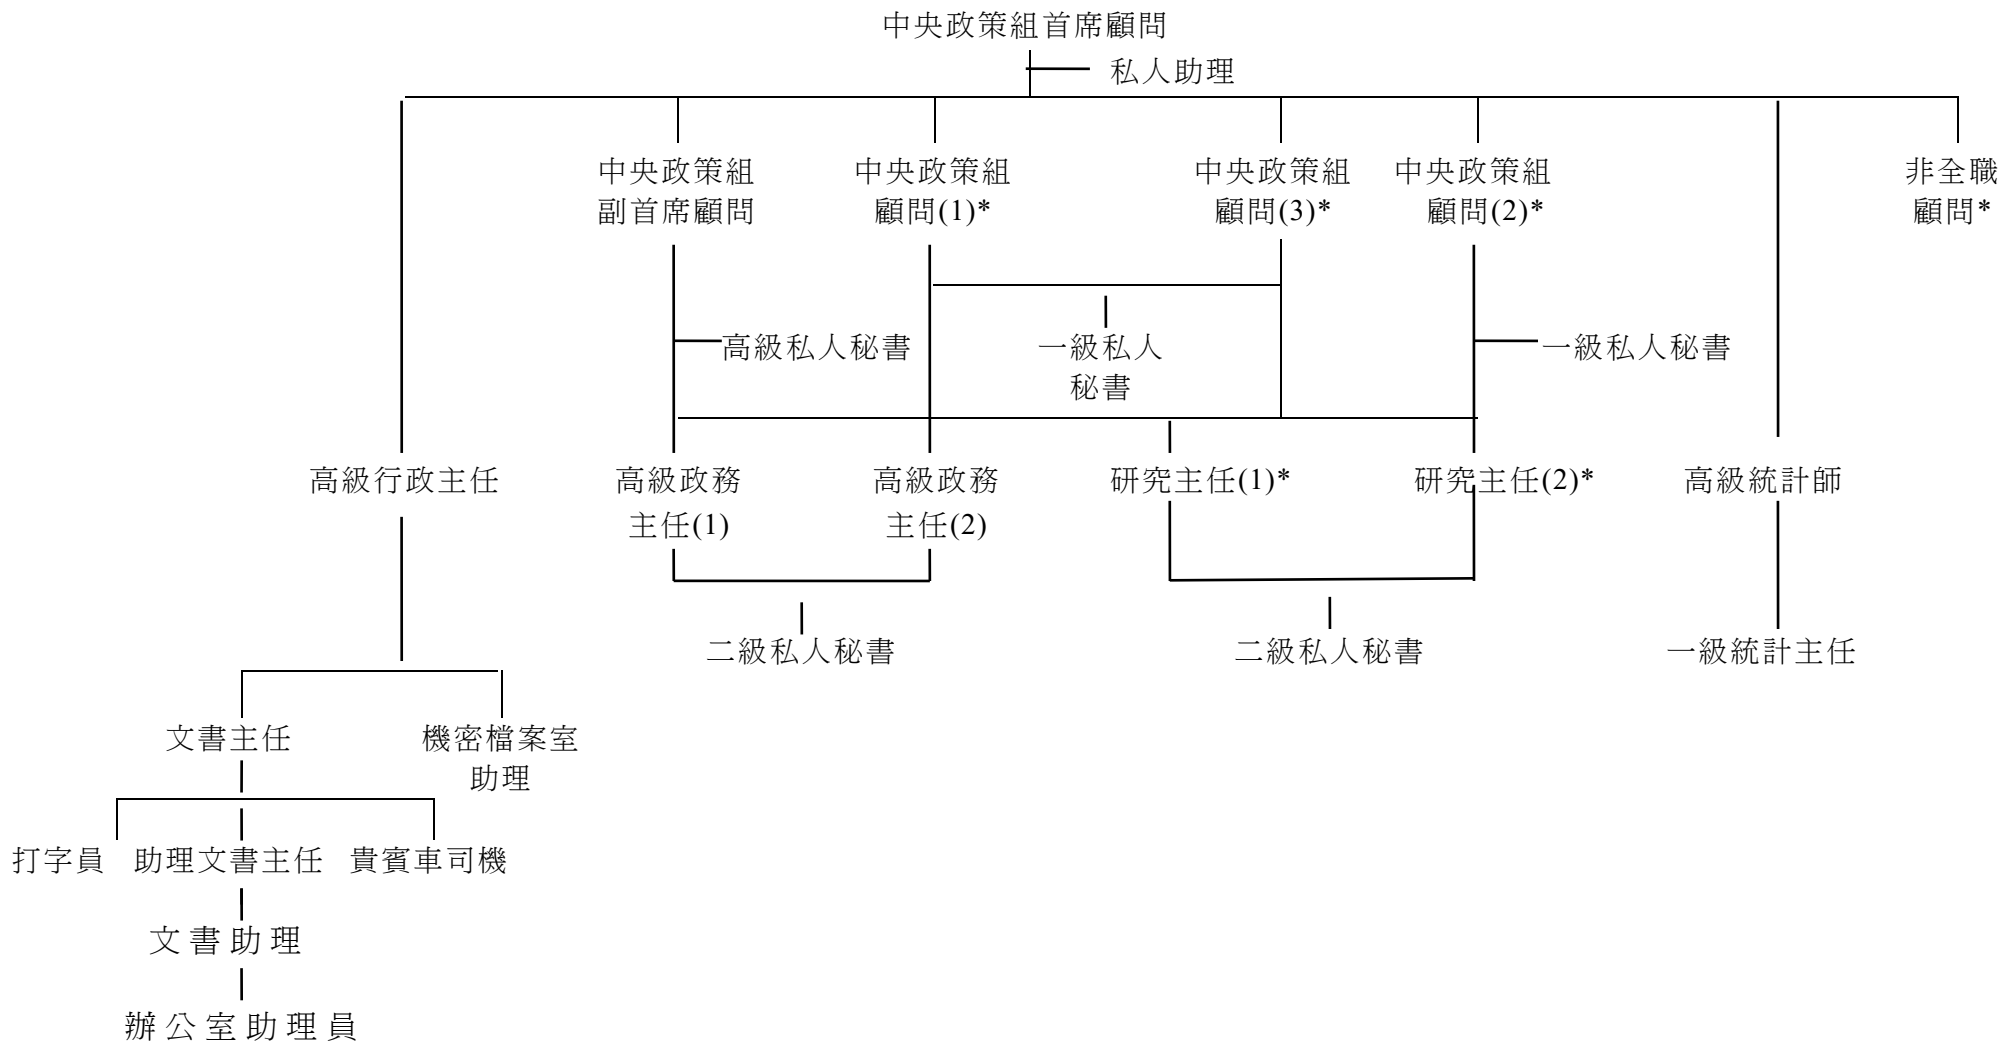 中央政策組首席顧問
私人助理
中央政策組
副首席顧問
中央政策組
顧問(1)*
中央政策組
顧問(3)*
中央政策組
顧問(2)*
非全職
顧問*
高級私人秘書
一級私人
秘書
一級私人秘書
高級行政主任
高級政務
主任(1)
高級政務
主任(2)
研究主任(1)*
研究主任(2)*
高級統計師
二級私人秘書
二級私人秘書
一級統計主任
文書主任
機密檔案室
助理
打字員
助理文書主任
貴賓車司機
文書助理
辦公室助理員